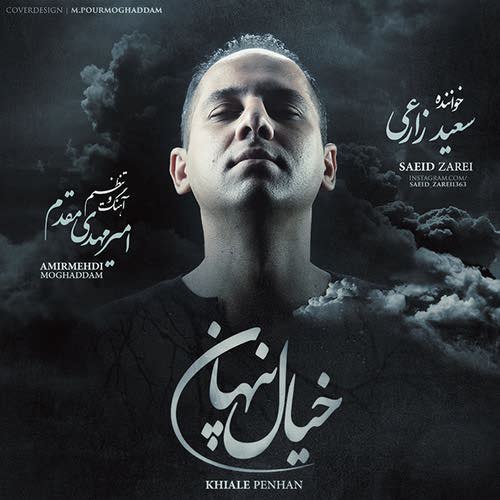 COVERDESIGN | M.POURMOGHADDAM
خواننده
سعید زارعی
SAEID ZAREI
INSTAGRAM.COM/
SAEID_ZAREI1363
آهنگ و تنظیم
امیرمهدی مقدم
AMIRMEHDI
MOGHADDAM
خیال پنهان
KHIALE PENHAN